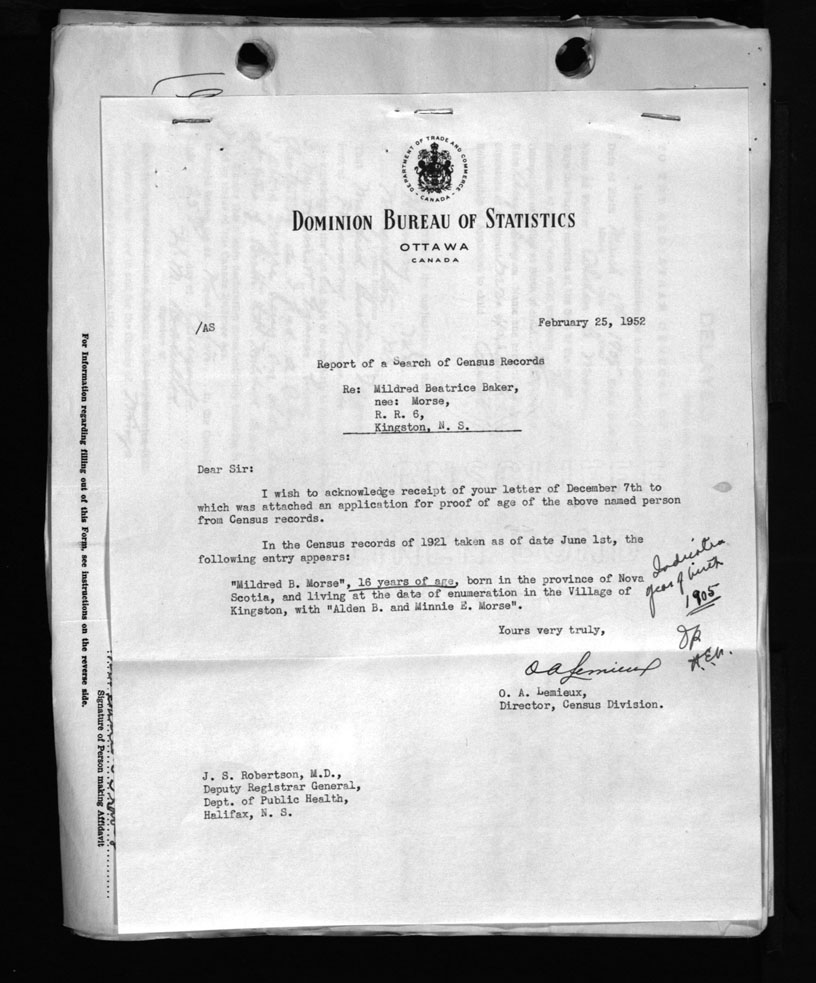 DEPARTMENT OF TRADE AND COMMERCE
CANADA
DOMINION BUREAU OF STATISTICS
OTTAWA
CANADA
/AS
February 25, 1952
Report of a Search of Census Records
Re: Mildred Beatrice Baker,
nee: Morse,
R. R. 6,
Kingston, N. S.
Dear Sir:
I wish to acknowledge receipt of your letter of December 7th to
which was attached an application for proof of age of the above named person
from Census records.
In the Census records of 1921 taken as of date June 1st, the
following entry appears:
"Mildred B. Morse", 16 years of age, born in the province of Nova
Scotia, and living at the date of enumeration in the Village of
Kingston, with "Alden B. and Minnie E. Morse".
Indicates
year of birth
1905
Yours very truly,
O A Lemieux
O. A. Lemieux,
Director, Census Division.
J. S. Robertson, M.D.,
Deputy Registrar General,
Dept. of Public Health,
Halifax, N. S.
For Information regarding filling out of this Form, see instructions on the reverse side.
Signature of Person making Affidavit